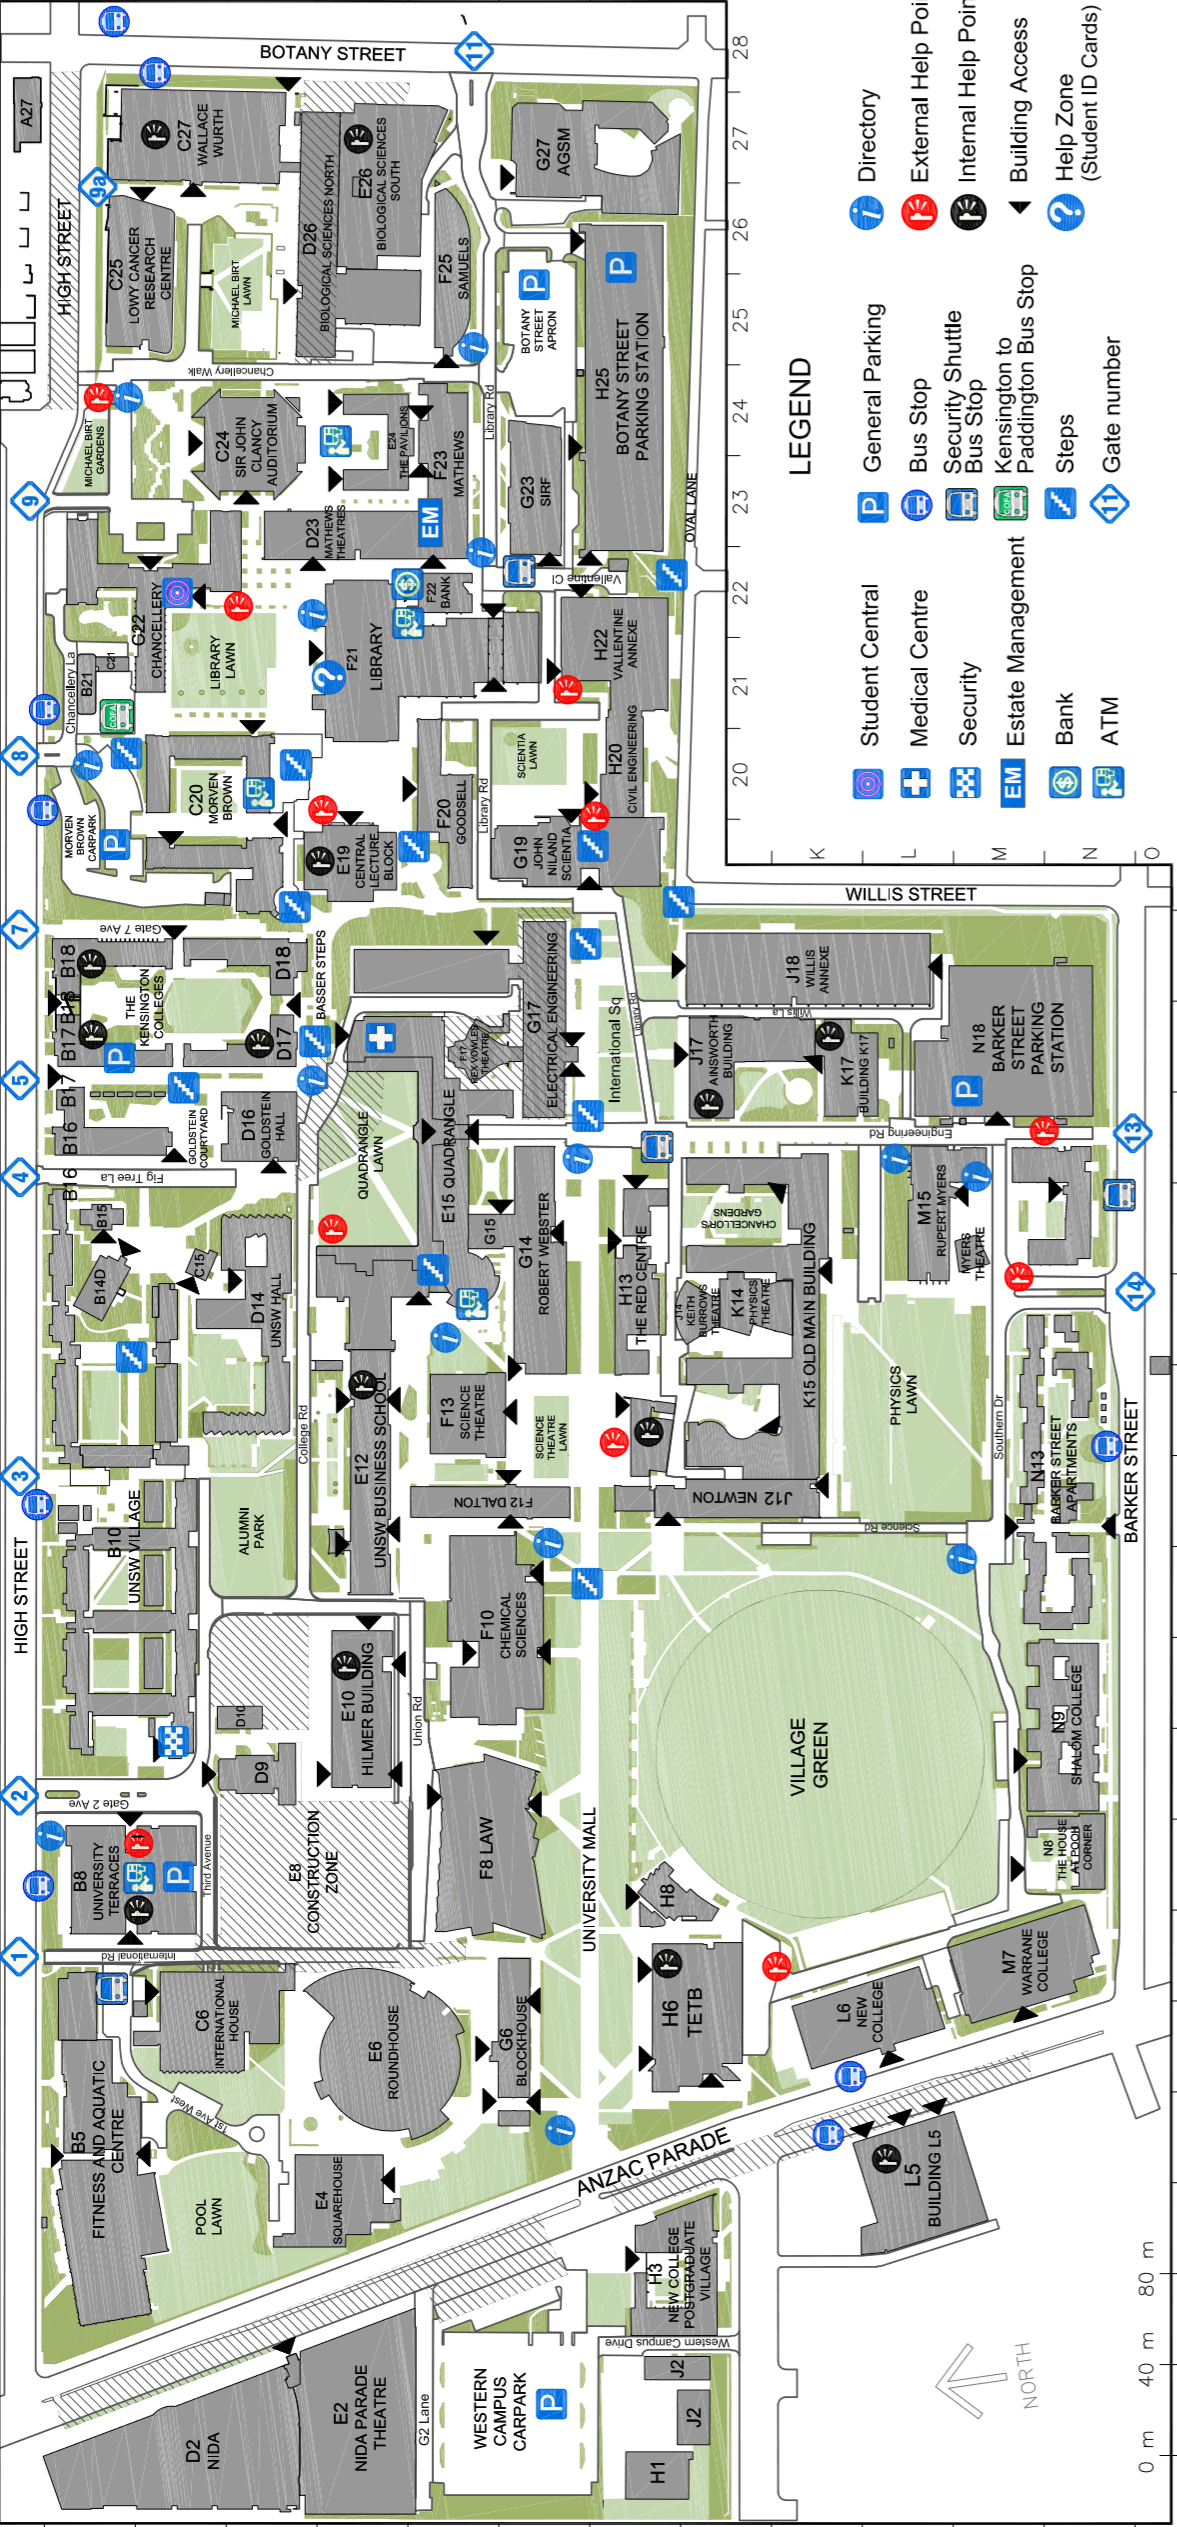 BOTANY STREET
11
28
A27
C27
WALLACE
WURTH
E26
BIOLOGICAL SCIENCES
SOUTH
D26
BIOLOGICAL SCIENCES NORTH
G27
AGSM
27
9a
HIGH STREET
C25
LOWY CANCER
RESEARCH
CENTRE
MICHAEL BIRT
LAWN
F25
SAMUELS
26
BOTANY
STREET
APRON
P
P
H25
BOTANY STREET
PARKING STATION
25
Chancellery Walk
Library Rd
MICHAEL BIRT
GARDENS
C24
SIR JOHN
CLANCY
AUDITORIUM
E24
THE PAVILIONS
F23
MATHEWS
24
9
D23
MATHEWS
THEATRES
EM
G23
SIRF
23
OVAL LANE
Vallentine Cl
C22
CHANCELLERY
F22
BANK
22
Chancellery La
B21
C21
COFA
LIBRARY
LAWN
F21
LIBRARY
H22
VALLENTINE
ANNEXE
21
8
MORVEN
BROWN
CARPARK
P
C20
MORVEN
BROWN
F20
GOODSELL
Library Rd
SCIENTIA
LAWN
H20
CIVIL ENGINEERING
20
E19
CENTRAL
LECTURE
BLOCK
G19
JOHN
NILAND
SCIENTIA
K
L
M
N
O
WILLIS STREET
LEGEND
Directory
External Help Poi
Internal Help Poin
Building Access
Help Zone
(Student ID Cards)
P
General Parking
Bus Stop
Security Shuttle
Bus Stop
COFA
Kensington to
Paddington Bus Stop
Steps
11
Gate number
Student Central
Medical Centre
Security
EM
Estate Management
Bank
ATM
7
Gate 7 Ave
B18
B18
B17
B17
THE
KENSINGTON
COLLEGES
P
D18
D17
BASSER STEPS
5
B16
B16
GOLDSTEIN
COURTYARD
D16
GOLDSTEIN
HALL
F17
REX VOWLES
THEATRE
G17
ELECTRICAL ENGINEERING
International Sq
Library Rd
J18
WILLIS
ANNEXE
Willis La
J17
AINSWORTH
BUILDING
K17
BUILDING K17
N18
BARKER
STREET
PARKING
STATION
P
Engineering Rd
13
4
Fig Tree La
B15
B14D
C15
D14
UNSW HALL
QUADRANGLE
LAWN
E15 QUADRANGLE
G15
G14
ROBERT WEBSTER
H13
THE RED CENTRE
CHANCELLOR'S
GARDENS
J14
KEITH
BURROWS
THEATRE
K14
PHYSICS
THEATRE
K15 OLD MAIN BUILDING
M15
RUPERT MYERS
MYERS
THEATRE
14
College Rd
F13
SCIENCE
THEATRE
SCIENCE
THEATRE
LAWN
PHYSICS
LAWN
Southern Dr
N13
BARKER STREET
APARTMENTS
BARKER STREET
3
HIGH STREET
B10
UNSW VILLAGE
ALUMNI
PARK
E12
UNSW BUSINESS SCHOOL
F12 DALTON
J12 NEWTON
Science Rd
F10
CHEMICAL
SCIENCES
D10
D9
E10
HILMER BUILDING
Union Rd
VILLAGE
GREEN
N9
SHALOM COLLEGE
2
Gate 2 Ave
B8
UNIVERSITY
TERRACES
P
Third Avenue
E8
CONSTRUCTION
ZONE
F8 LAW
UNIVERSITY MALL
H8
N8
THE HOUSE
AT POOH
CORNER
1
International Rd
C6
INTERNATIONAL
HOUSE
E6
ROUNDHOUSE
G6
BLOCKHOUSE
H6
TETB
L6
NEW
COLLEGE
M7
WARRANE
COLLEGE
1st Ave West
B5
FITNESS AND AQUATIC
CENTRE
POOL
LAWN
E4
SQUAREHOUSE
ANZAC PARADE
L5
BUILDING L5
H3
NEW COLLEGE
POSTGRADUATE
VILLAGE
Western Campus Drive
D2
NIDA
E2
NIDA PARADE
THEATRE
G2 Lane
WESTERN
CAMPUS
CARPARK
P
J2
J2
H1
NORTH
0 m
40 m
80 m